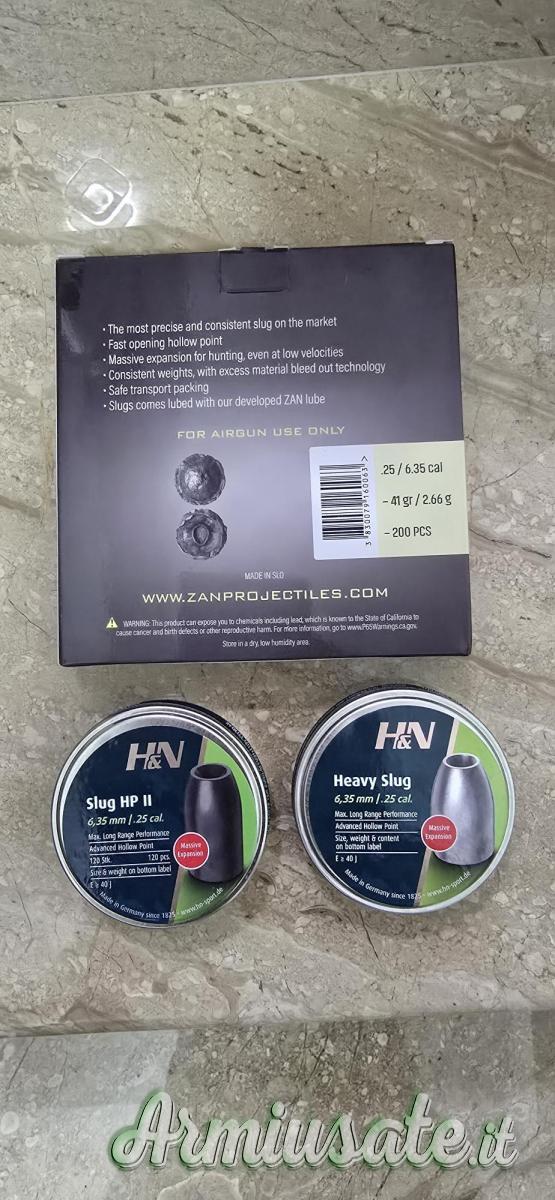 • The most precise and consistent slug on the market
• Fast opening hollow point
• Massive expansion for hunting, even at low velocities
• Consistent weights, with excess material bleed out technology
• Safe transport packing
• Slugs comes lubed with our developed ZAN lube
FOR AIRGUN USE ONLY
3 830079 160063 >
.25 / 6.35 cal
– 41 gr / 2.66 g
– 200 PCS
MADE IN SLO
WWW.ZANPROJECTILES.COM
WARNING: This product can expose you to chemicals including lead, which is known to the State of California to
cause cancer and birth defects or other reproductive harm. For more information, go to www.P65Warnings.ca.gov.
Store in a dry, low humidity area.
H&N
Slug HP II
6,35 mm / .25 cal.
Max. Long Range Performance
Advanced Hollow Point
120 Stk. 120 pcs.
Size & weight on bottom label
E ≥ 40 J
Massive
Expansion
Made in Germany since 1825 - www.hn-sport.de
H&N
Heavy Slug
6,35 mm / .25 cal.
Max. Long Range Performance
Advanced Hollow Point
Size, weight & content
on bottom label
E ≥ 40 J
Massive
Expansion
Made in Germany since 1825 - www.hn-sport.de
Armiusate.it